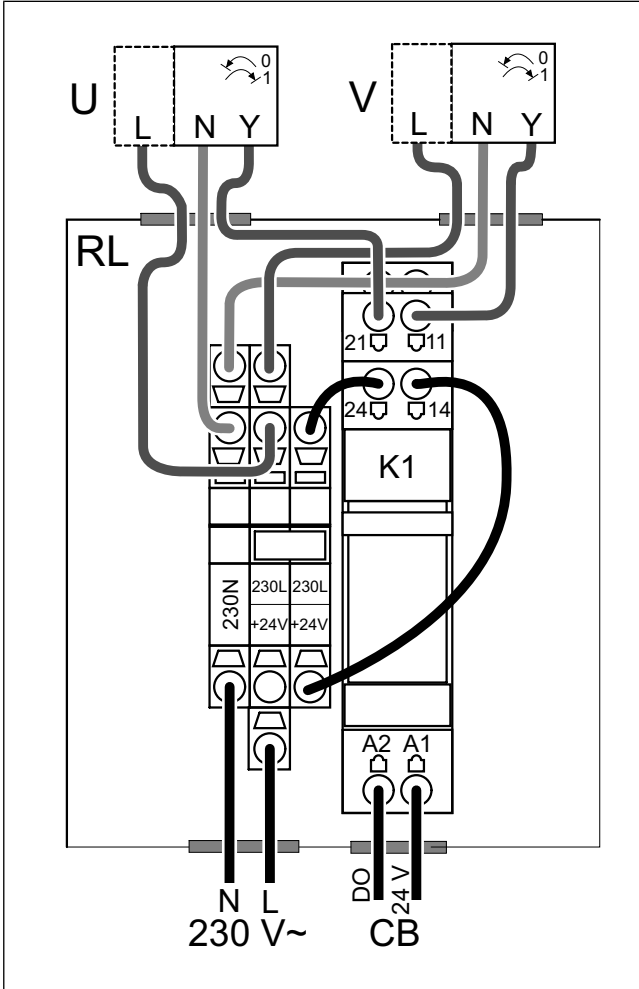 U
0
1
L N Y
V
0
1
L N Y
RL
21 11
24 14
K1
230N
230L 230L
+24V +24V
A2 A1
DO
24 V
N L
230 V~
CB